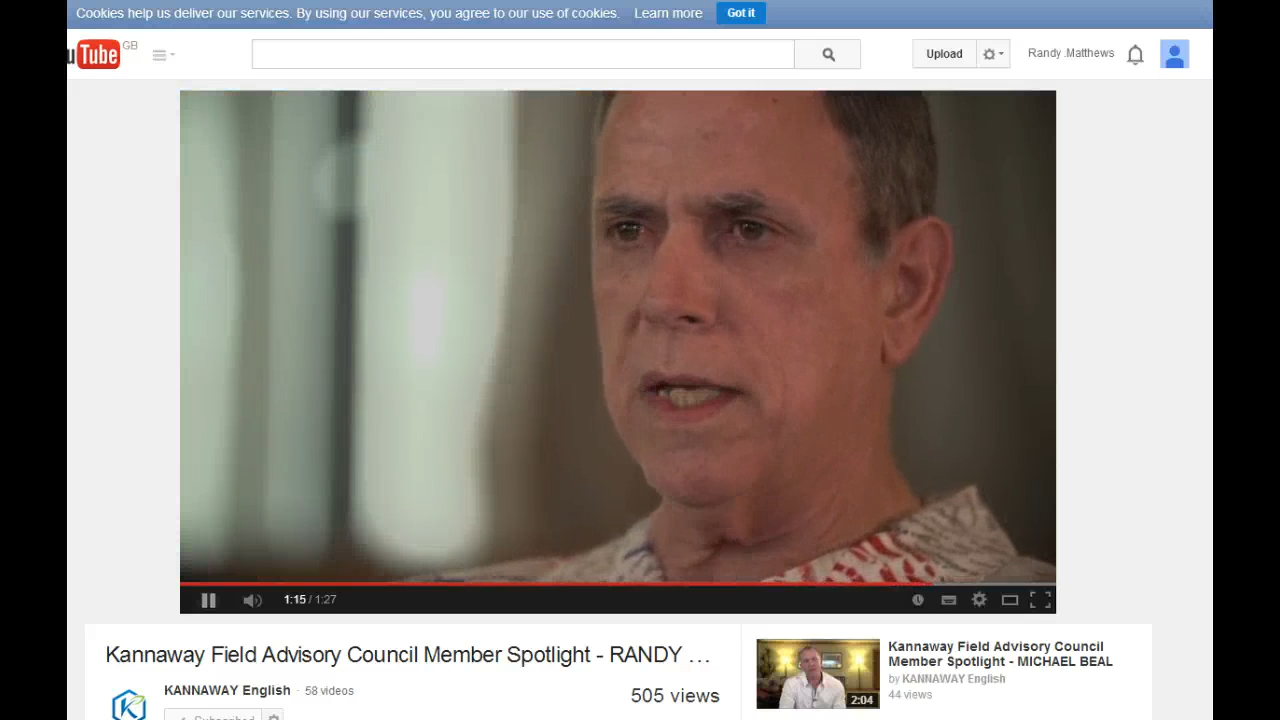 Cookies help us deliver our services. By using our services, you agree to our use of cookies. Learn more Got it
uTube GB
Upload
Randy .Matthews
1:15 / 1:27
Kannaway Field Advisory Council Member Spotlight - RANDY ...
KANNAWAY English · 58 videos
505 views
Subscribed
Kannaway Field Advisory Council
Member Spotlight - MICHAEL BEAL
by KANNAWAY English
44 views
2:04